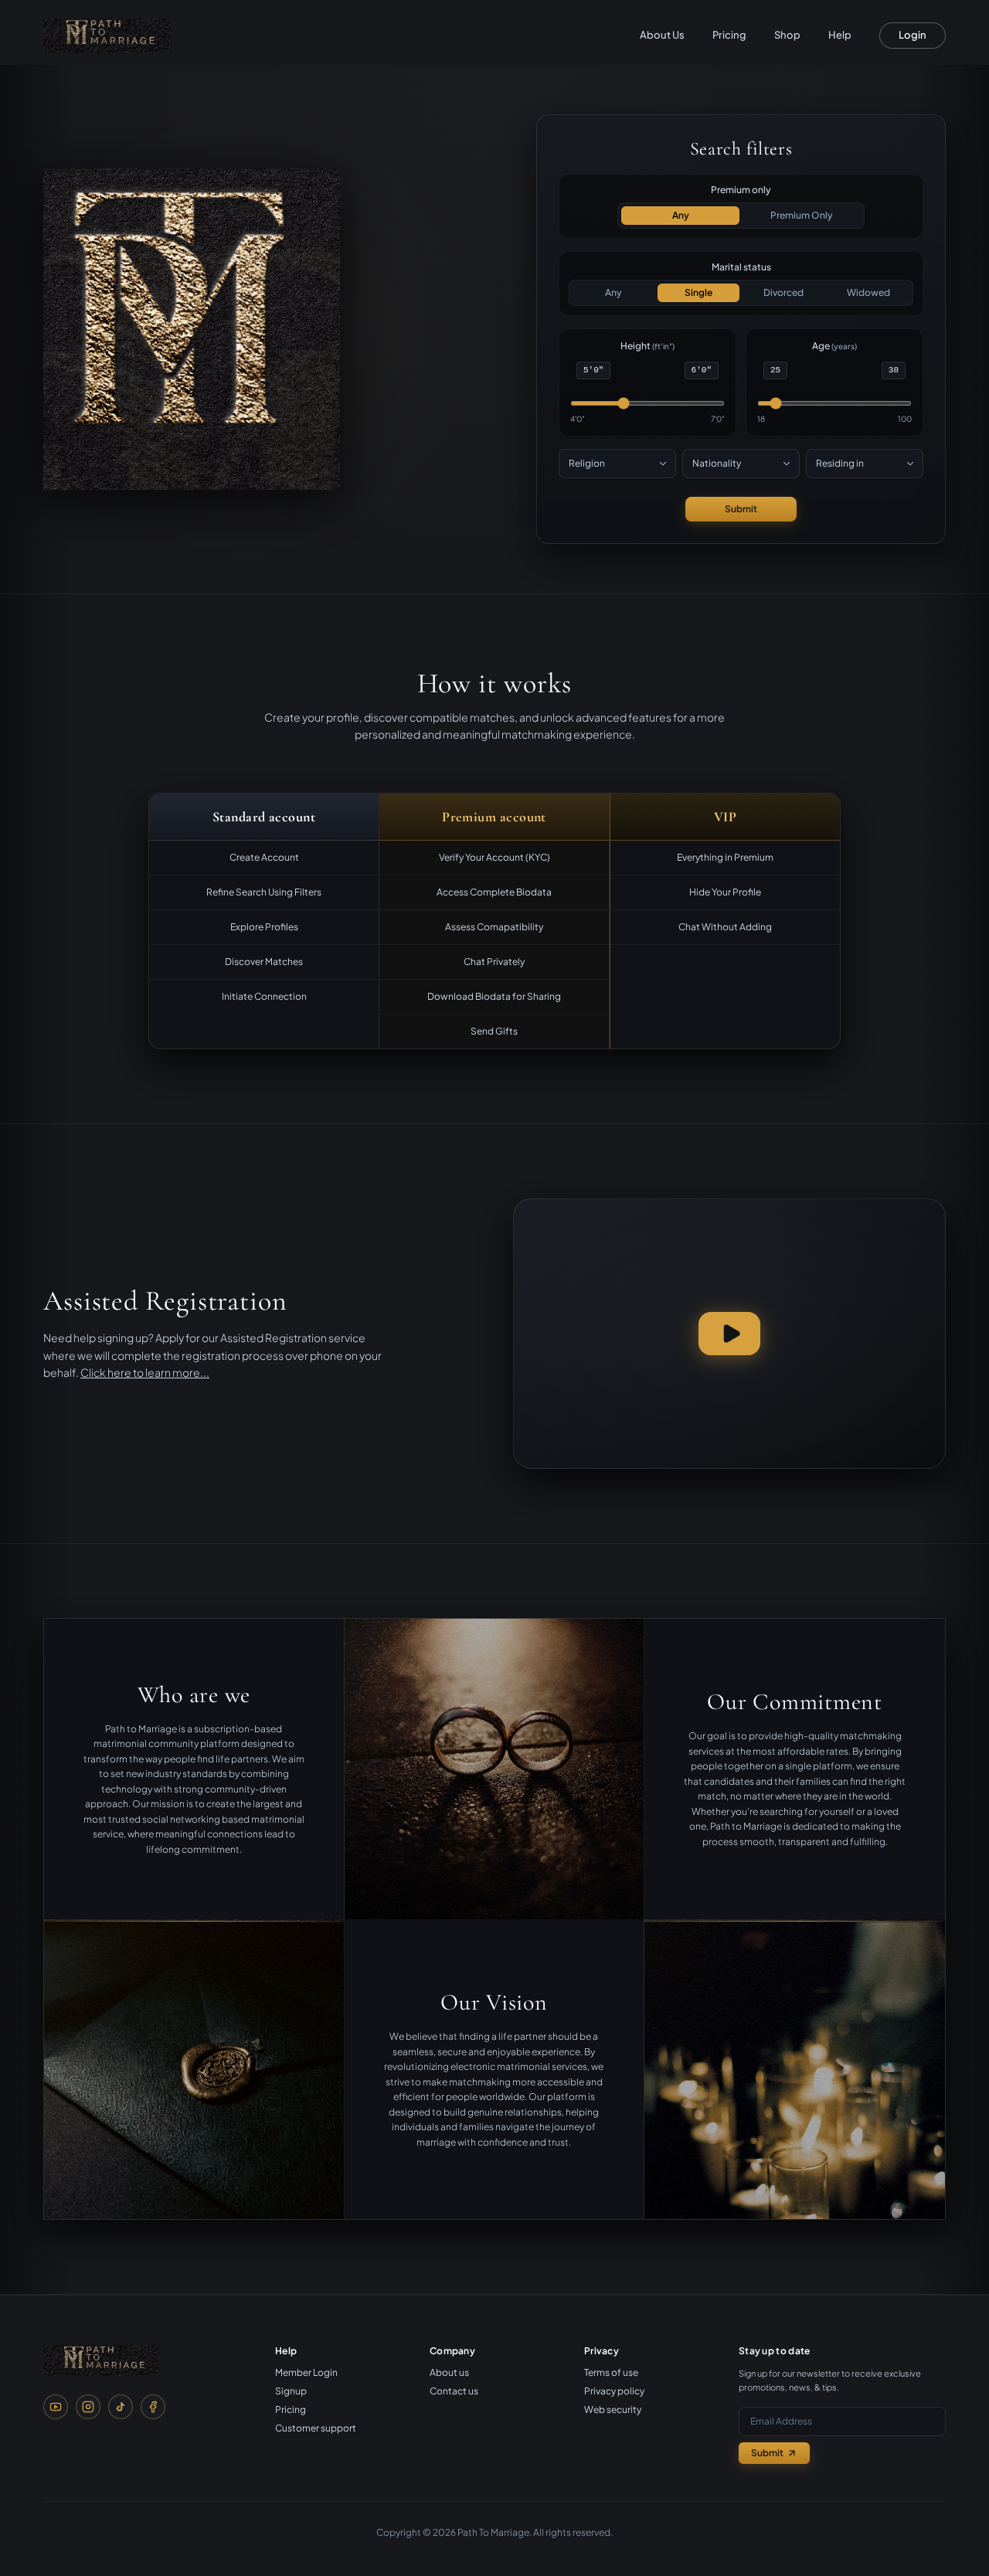 PATH
TO
MARRIAGE
About Us
Pricing
Shop
Help
Login
Search filters
Premium only
Any
Premium Only
Marital status
Any
Single
Divorced
Widowed
Height (ft'in")
5'0"
6'0"
4'0"
7'0"
Age (years)
25
38
18
100
Religion
Nationality
Residing in
Submit
How it works
Create your profile, discover compatible matches, and unlock advanced features for a more
personalized and meaningful matchmaking experience.
Standard account
Create Account
Refine Search Using Filters
Explore Profiles
Discover Matches
Initiate Connection
Premium account
Verify Your Account (KYC)
Access Complete Biodata
Assess Comapatibility
Chat Privately
Download Biodata for Sharing
Send Gifts
VIP
Everything in Premium
Hide Your Profile
Chat Without Adding
Assisted Registration
Need help signing up? Apply for our Assisted Registration service
where we will complete the registration process over phone on your
behalf. Click here to learn more...
Who are we
Path to Marriage is a subscription-based
matrimonial community platform designed to
transform the way people find life partners. We aim
to set new industry standards by combining
technology with strong community-driven
approach. Our mission is to create the largest and
most trusted social networking based matrimonial
service, where meaningful connections lead to
lifelong commitment.
Our Commitment
Our goal is to provide high-quality matchmaking
services at the most affordable rates. By bringing
people together on a single platform, we ensure
that candidates and their families can find the right
match, no matter where they are in the world.
Whether you're searching for yourself or a loved
one, Path to Marriage is dedicated to making the
process smooth, transparent and fulfilling.
Our Vision
We believe that finding a life partner should be a
seamless, secure and enjoyable experience. By
revolutionizing electronic matrimonial services, we
strive to make matchmaking more accessible and
efficient for people worldwide. Our platform is
designed to build genuine relationships, helping
individuals and families navigate the journey of
marriage with confidence and trust.
PATH
TO
MARRIAGE
Help
Member Login
Signup
Pricing
Customer support
Company
About us
Contact us
Privacy
Terms of use
Privacy policy
Web security
Stay up to date
Sign up for our newsletter to receive exclusive
promotions, news, & tips.
Email Address
Submit
Copyright © 2026 Path To Marriage. All rights reserved.